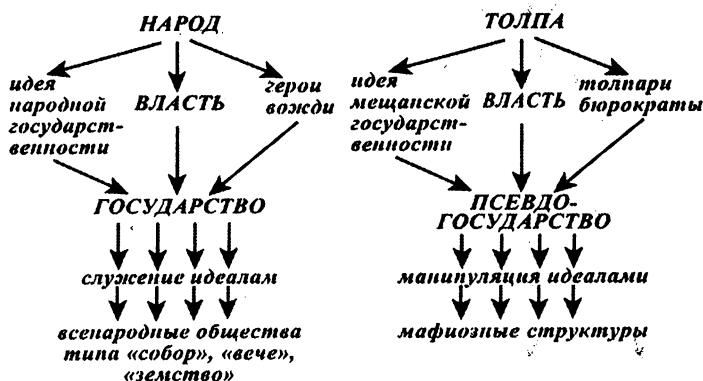 НАРОД
идея
народной
государст-
венности
ВЛАСТЬ
герои
вожди
ГОСУДАРСТВО
служение идеалам
всенародные общества
типа «собор», «вече»,
«земство»
ТОЛПА
идея
мещанской
государст-
венности
ВЛАСТЬ
толпари
бюрократы
ПСЕВДО-
ГОСУДАРСТВО
манипуляция идеалами
мафиозные структуры